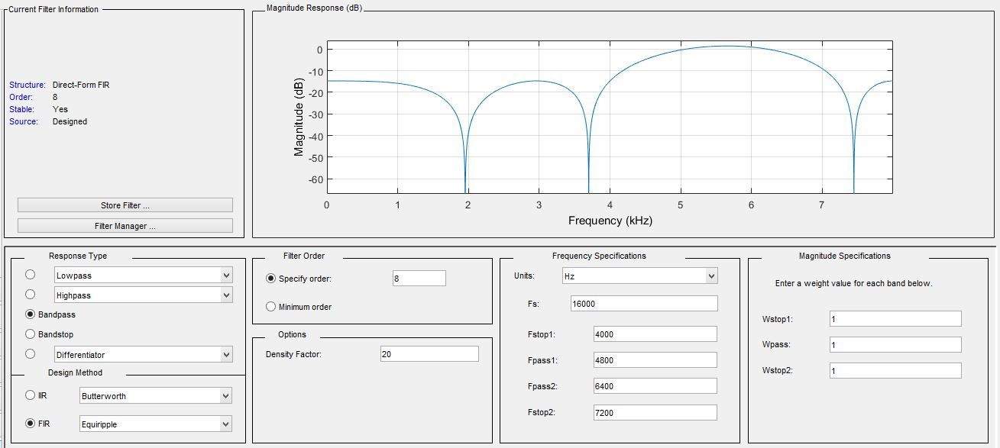 Current Filter Information
Structure: Direct-Form FIR
Order: 8
Stable: Yes
Source: Designed
Store Filter ...
Filter Manager ...
Magnitude Response (dB)
Magnitude (dB)
0
-10
-20
-30
-40
-50
-60
0 1 2 3 4 5 6 7
Frequency (kHz)
Response Type
Lowpass
Highpass
Bandpass
Bandstop
Differentiator
Design Method
IIR Butterworth
FIR Equiripple
Filter Order
Specify order: 8
Minimum order
Options
Density Factor: 20
Frequency Specifications
Units: Hz
Fs: 16000
Fstop1: 4000
Fpass1: 4800
Fpass2: 6400
Fstop2: 7200
Magnitude Specifications
Enter a weight value for each band below.
Wstop1: 1
Wpass: 1
Wstop2: 1